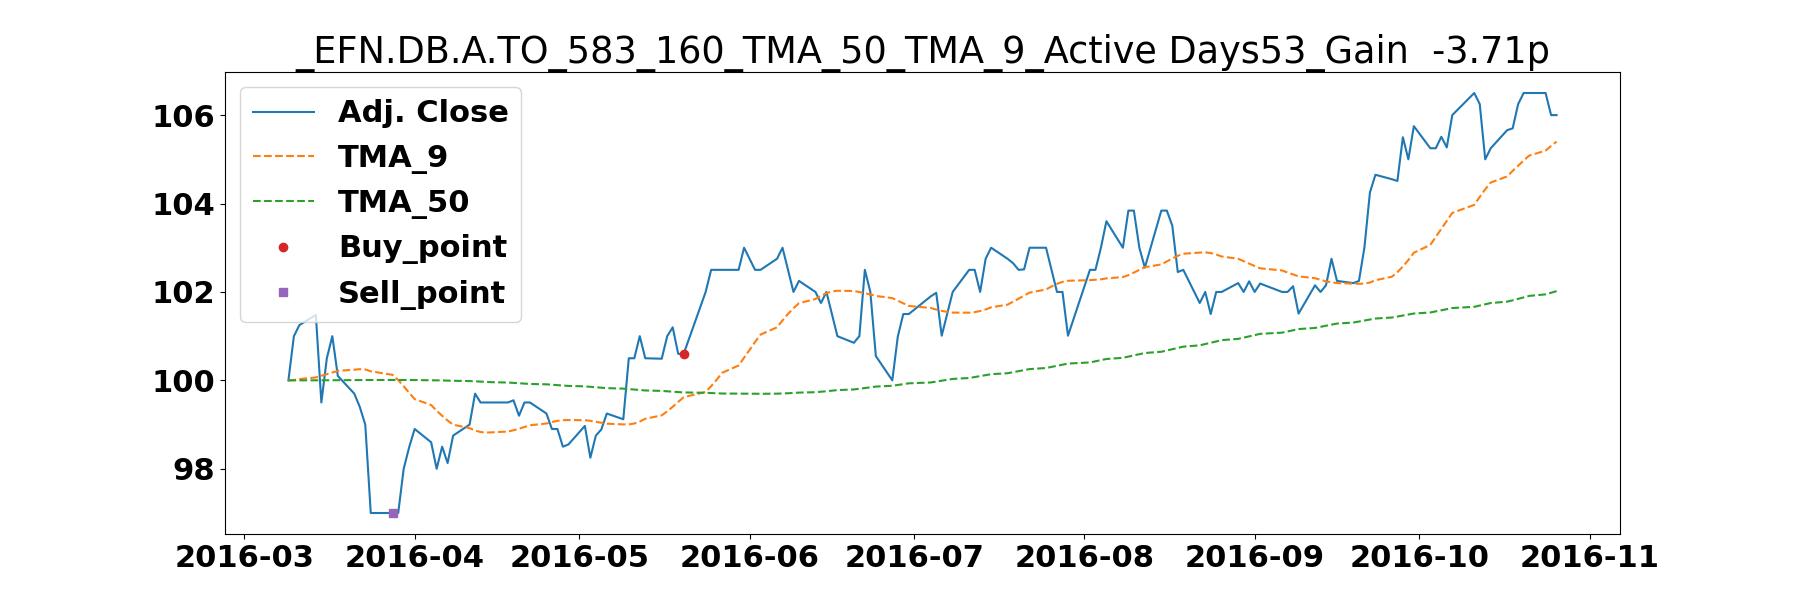 _EFN.DB.A.TO_583_160_TMA_50_TMA_9_Active Days53_Gain  -3.71p
Adj. Close
TMA_9
TMA_50
Buy_point
Sell_point
106
104
102
100
98
2016-03 2016-04 2016-05 2016-06 2016-07 2016-08 2016-09 2016-10 2016-11